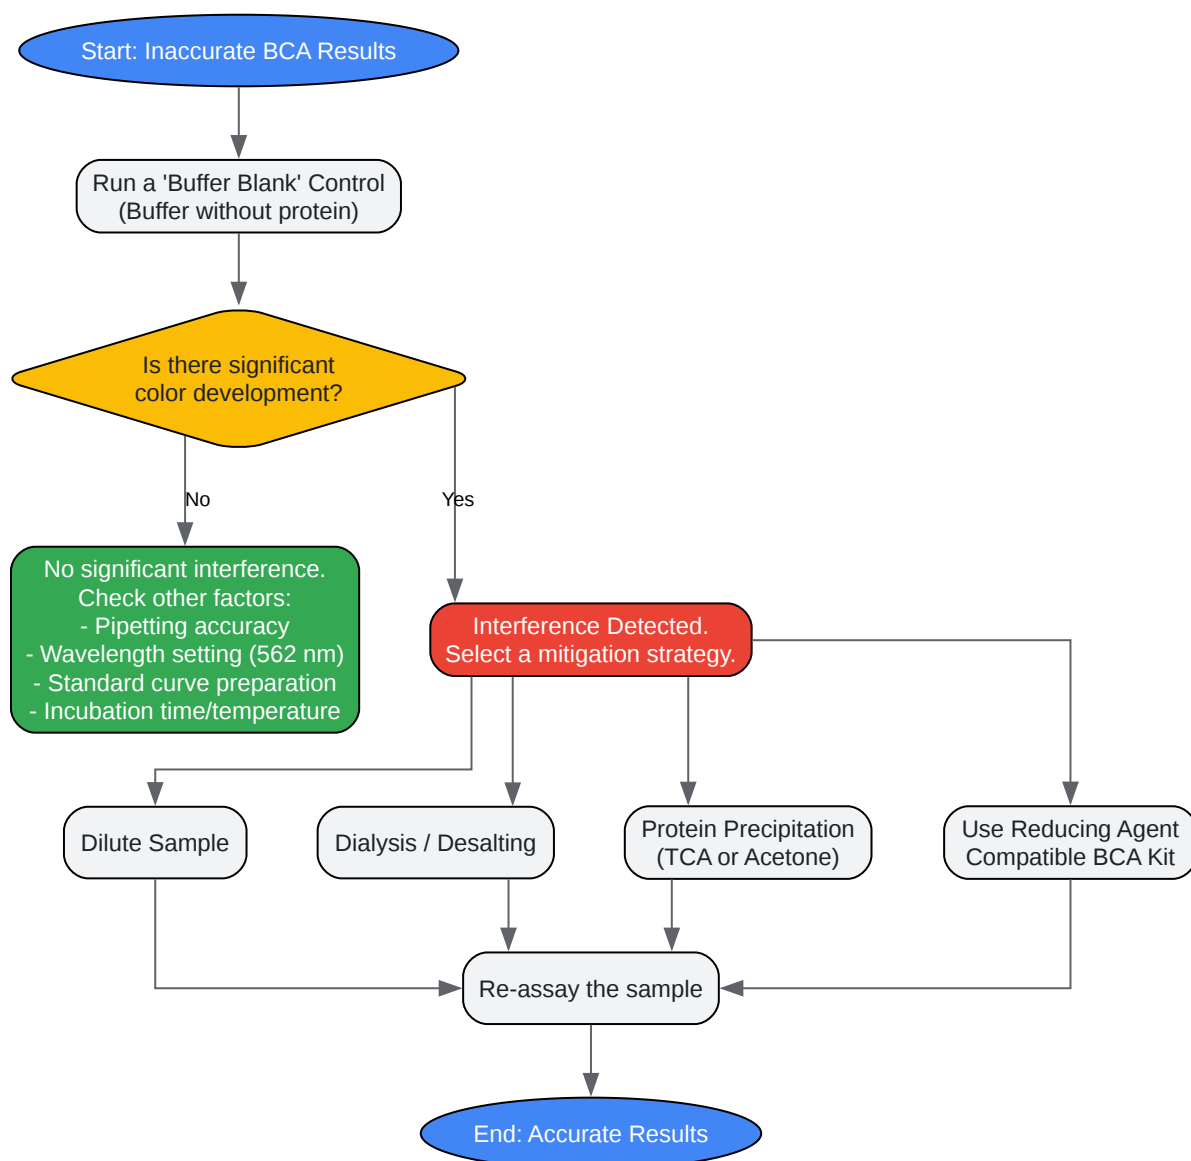 Start: Inaccurate BCA Results
Run a 'Buffer Blank' Control
(Buffer without protein)
Is there significant
color development?
No
Yes
No significant interference.
Check other factors:
- Pipetting accuracy
- Wavelength setting (562 nm)
- Standard curve preparation
- Incubation time/temperature
Interference Detected.
Select a mitigation strategy.
Dilute Sample
Dialysis / Desalting
Protein Precipitation
(TCA or Acetone)
Use Reducing Agent
Compatible BCA Kit
Re-assay the sample
End: Accurate Results